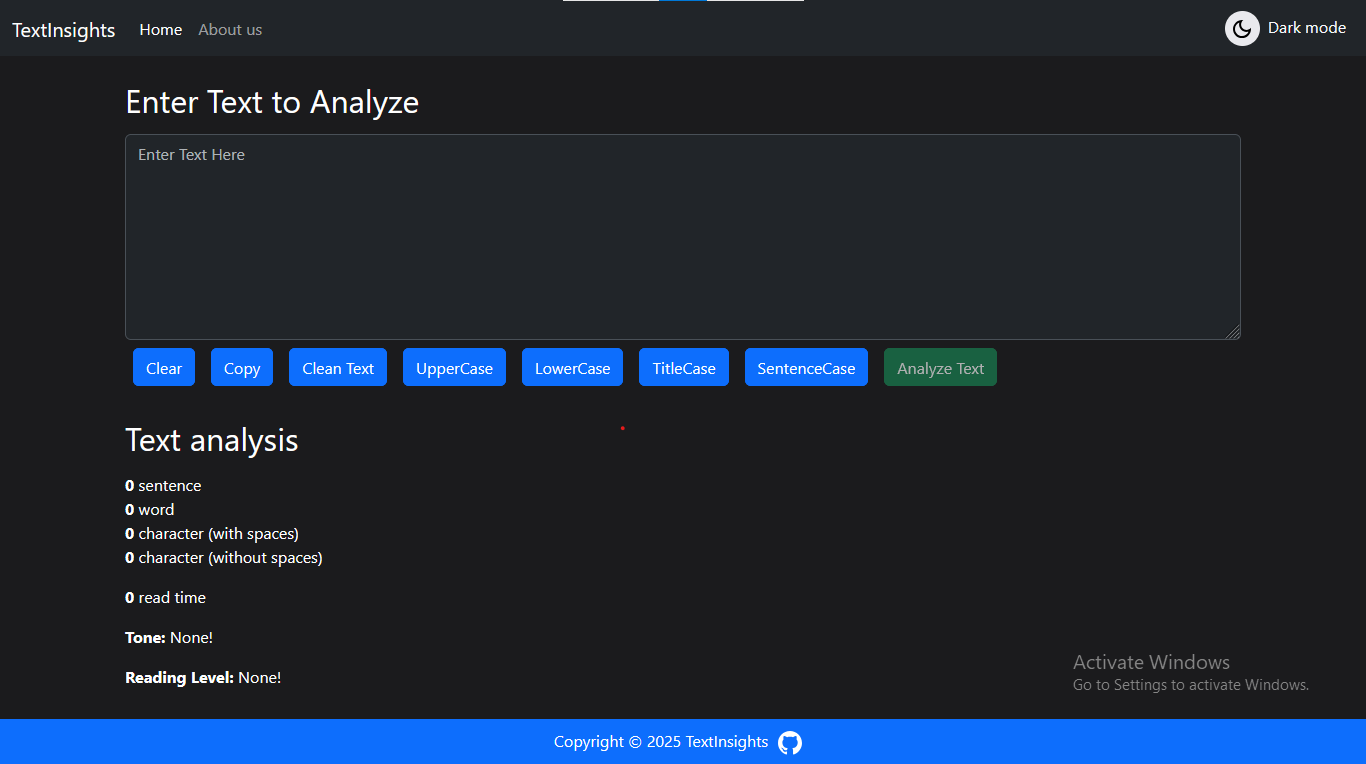 TextInsights Home About us Dark mode
Enter Text to Analyze
Enter Text Here
Clear Copy Clean Text UpperCase LowerCase TitleCase SentenceCase Analyze Text
Text analysis
0 sentence
0 word
0 character (with spaces)
0 character (without spaces)
0 read time
Tone: None!
Reading Level: None!
Activate Windows
Go to Settings to activate Windows.
Copyright © 2025 TextInsights